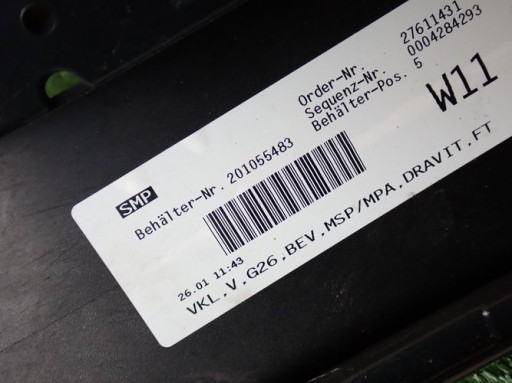 Order-Nr. 27611431
Sequenz-Nr. 0004284293
Behälter-Pos. 5
W11
SMP
Behälter-Nr. 201055483
26.01 11:43
VKL.V.G26.BEV.MSP/MPA.DRAVIT.FT